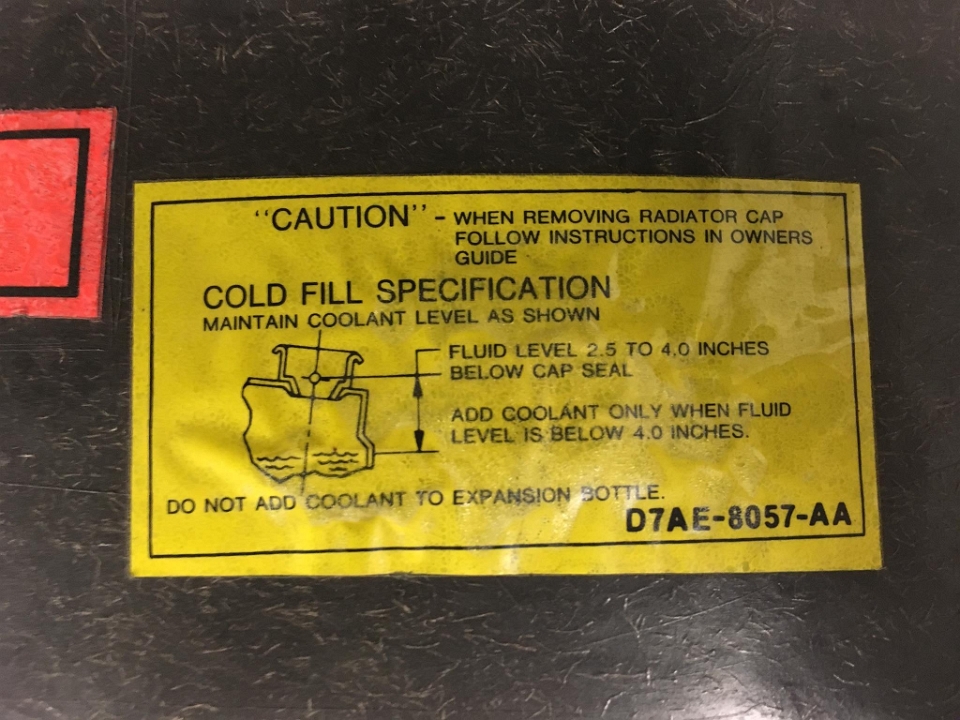 "CAUTION" - WHEN REMOVING RADIATOR CAP
FOLLOW INSTRUCTIONS IN OWNERS
GUIDE
COLD FILL SPECIFICATION
MAINTAIN COOLANT LEVEL AS SHOWN
FLUID LEVEL 2.5 TO 4.0 INCHES
BELOW CAP SEAL
ADD COOLANT ONLY WHEN FLUID
LEVEL IS BELOW 4.0 INCHES.
DO NOT ADD COOLANT TO EXPANSION BOTTLE.
D7AE-8057-AA